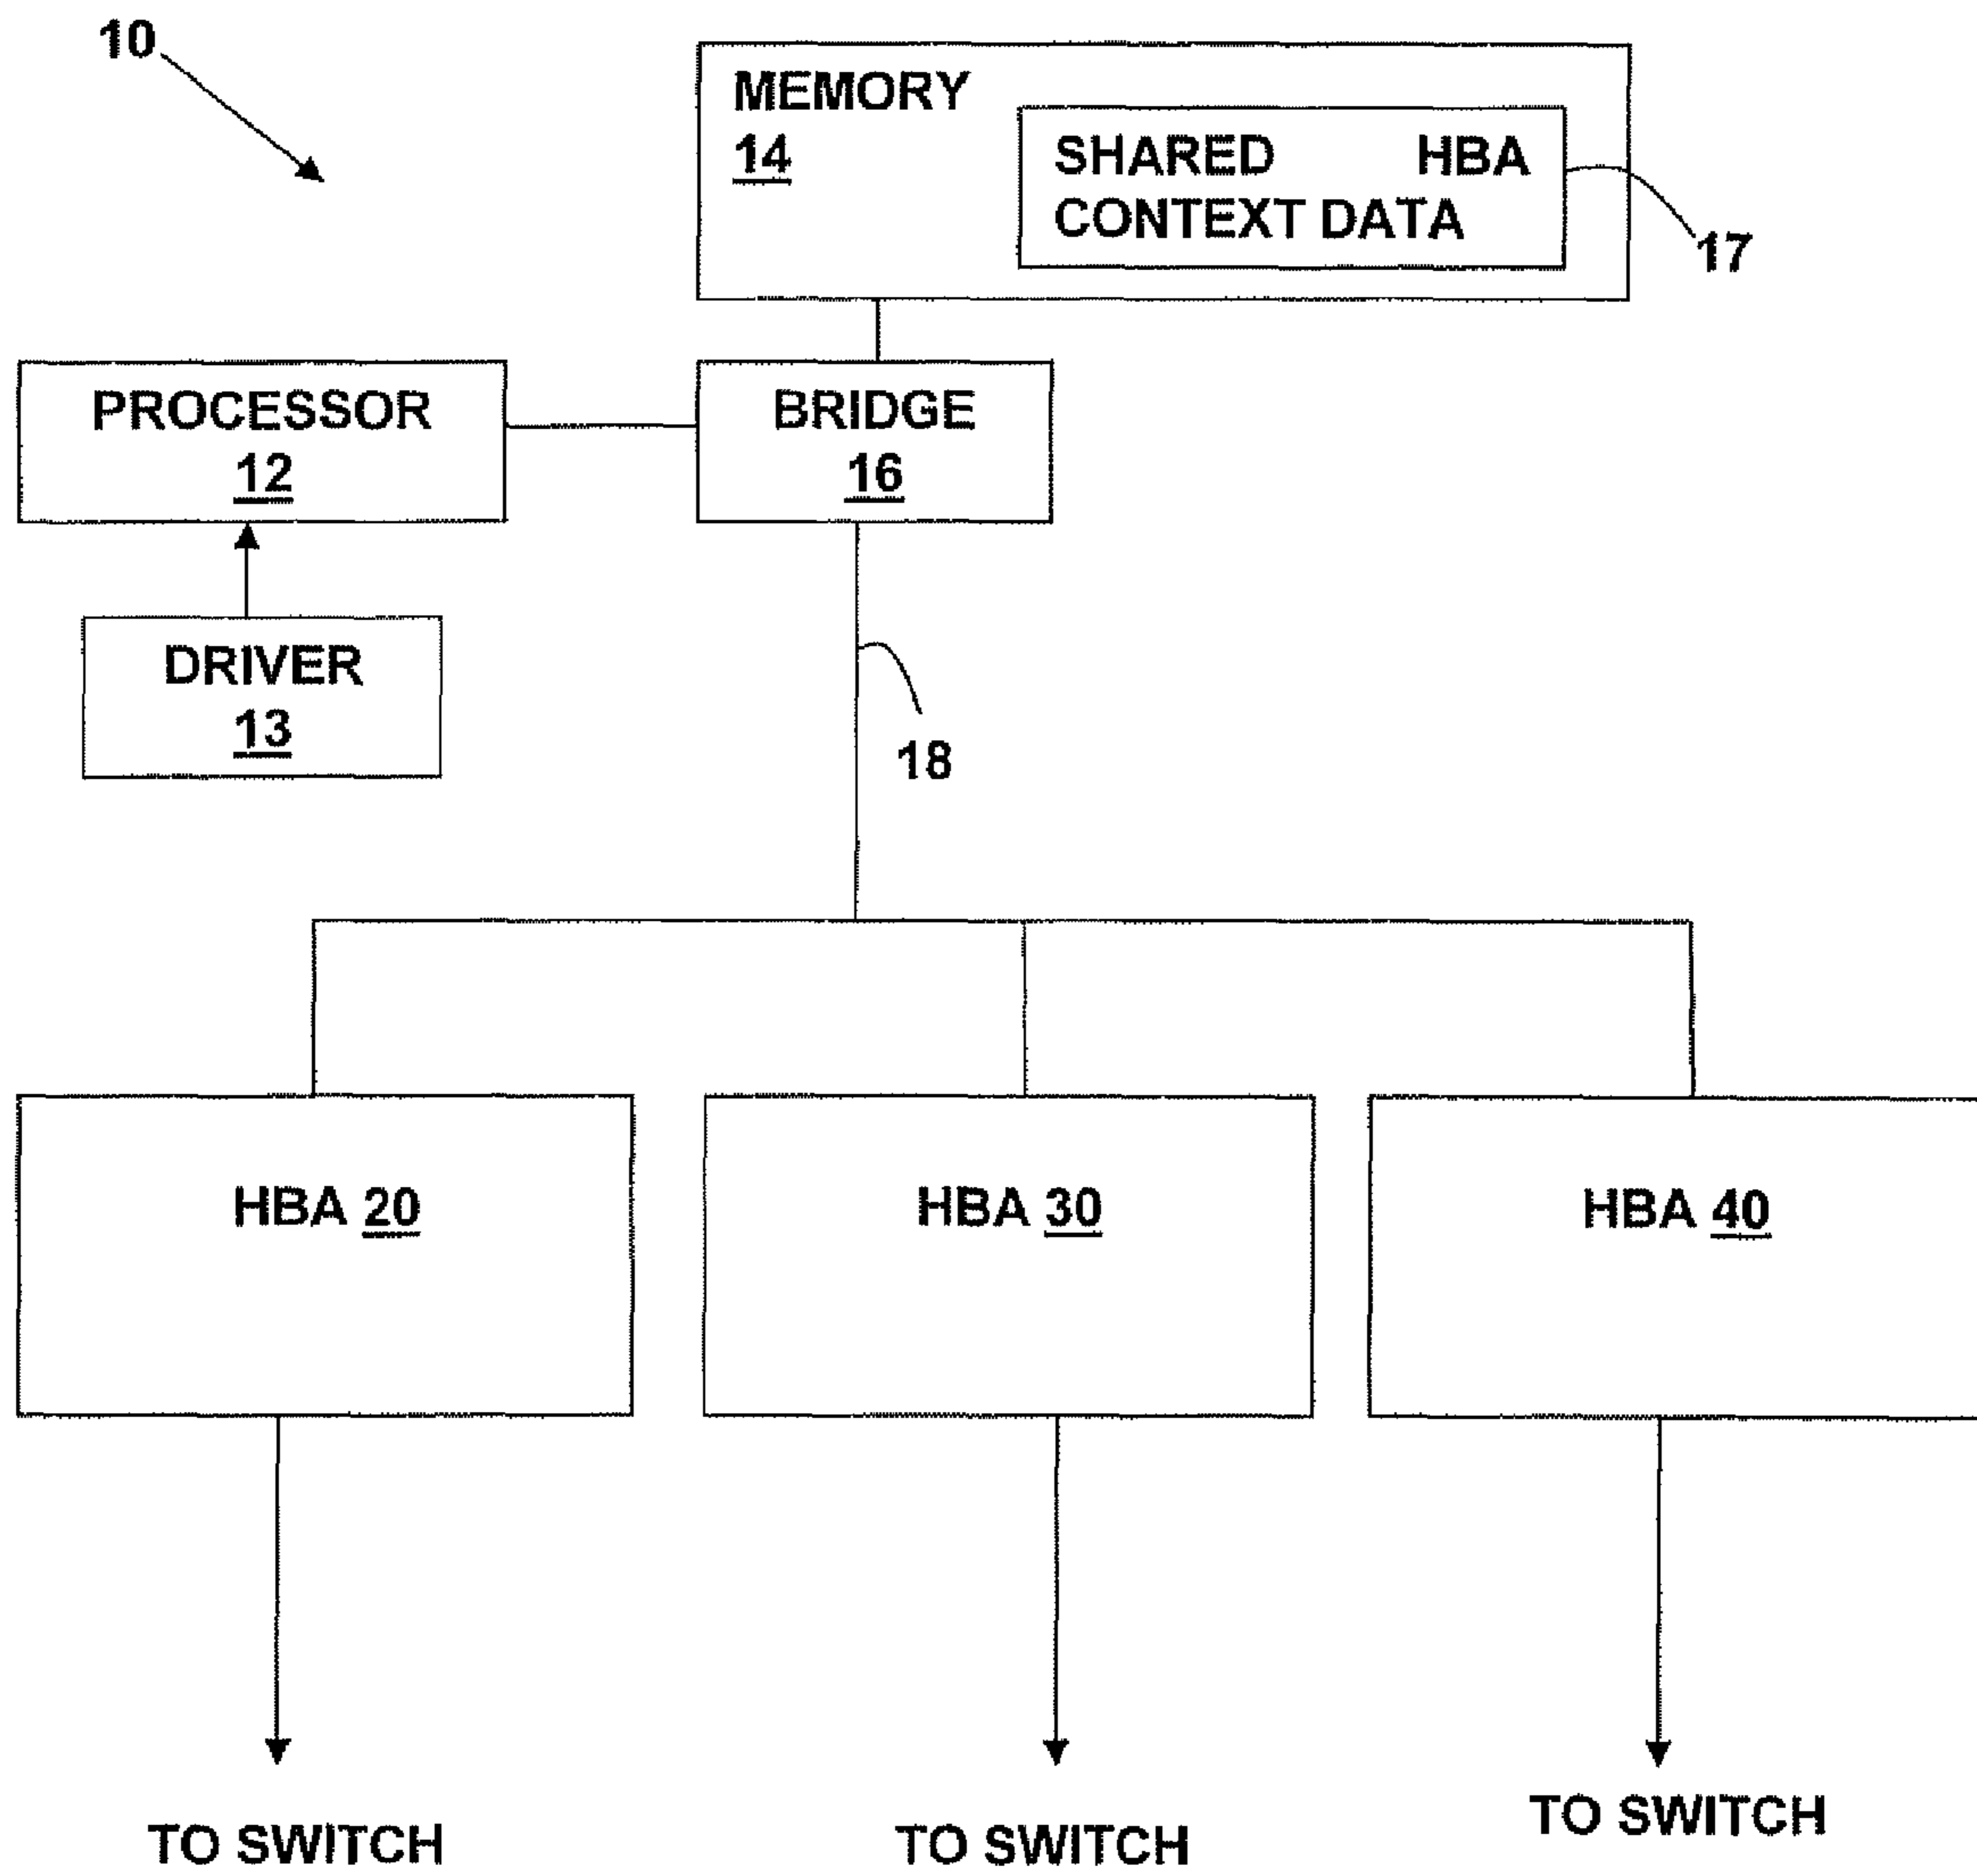 10
MEMORY
14
SHARED HBA
CONTEXT DATA
17
PROCESSOR
12
BRIDGE
16
DRIVER
13
18
HBA 20
HBA 30
HBA 40
TO SWITCH
TO SWITCH
TO SWITCH